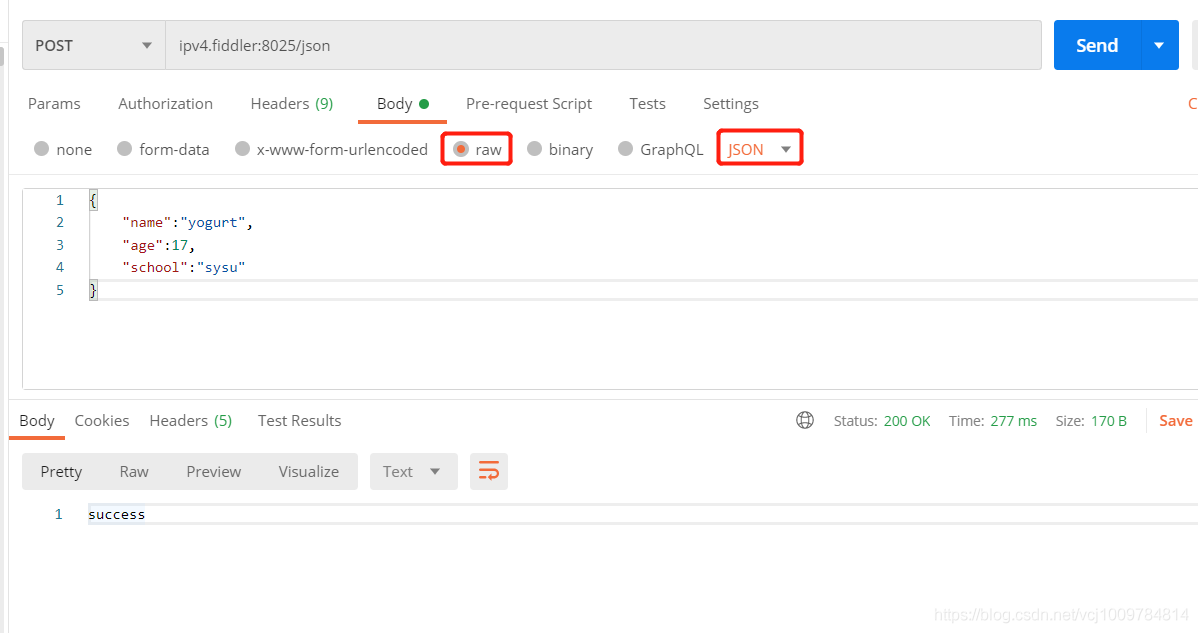 POST ipv4.fiddler:8025/json Send
Params Authorization Headers (9) Body Pre-request Script Tests Settings C
none form-data x-www-form-urlencoded raw binary GraphQL JSON
1 {
2 "name":"yogurt",
3 "age":17,
4 "school":"sysu"
5 }
Body Cookies Headers (5) Test Results Status: 200 OK Time: 277 ms Size: 170 B Save
Pretty Raw Preview Visualize Text
1 success
https://blog.csdn.net/vcj1009784814